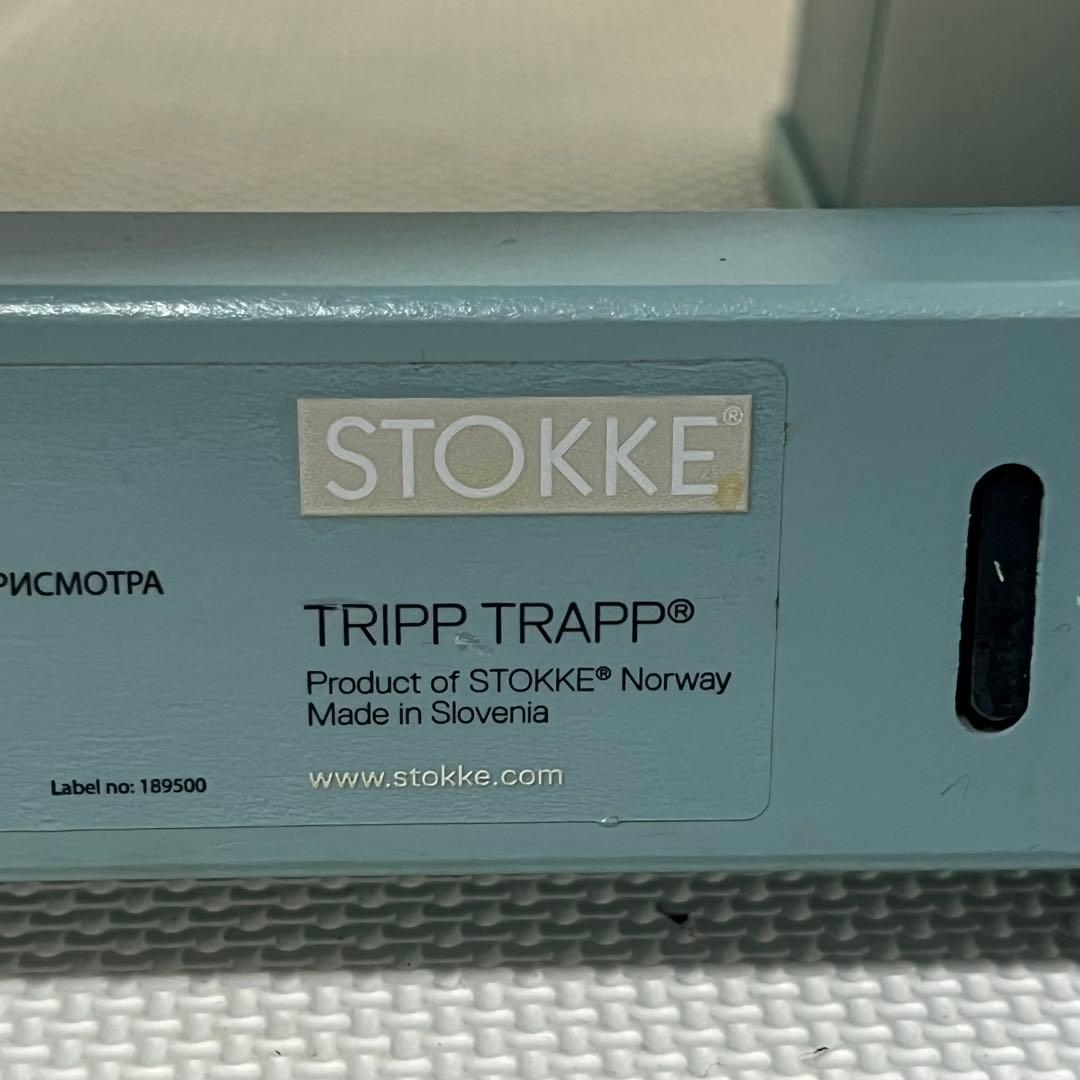 STOKKE®
РИСМОТРА
TRIPP TRAPP®
Product of STOKKE® Norway
Made in Slovenia
Label no: 189500
www.stokke.com